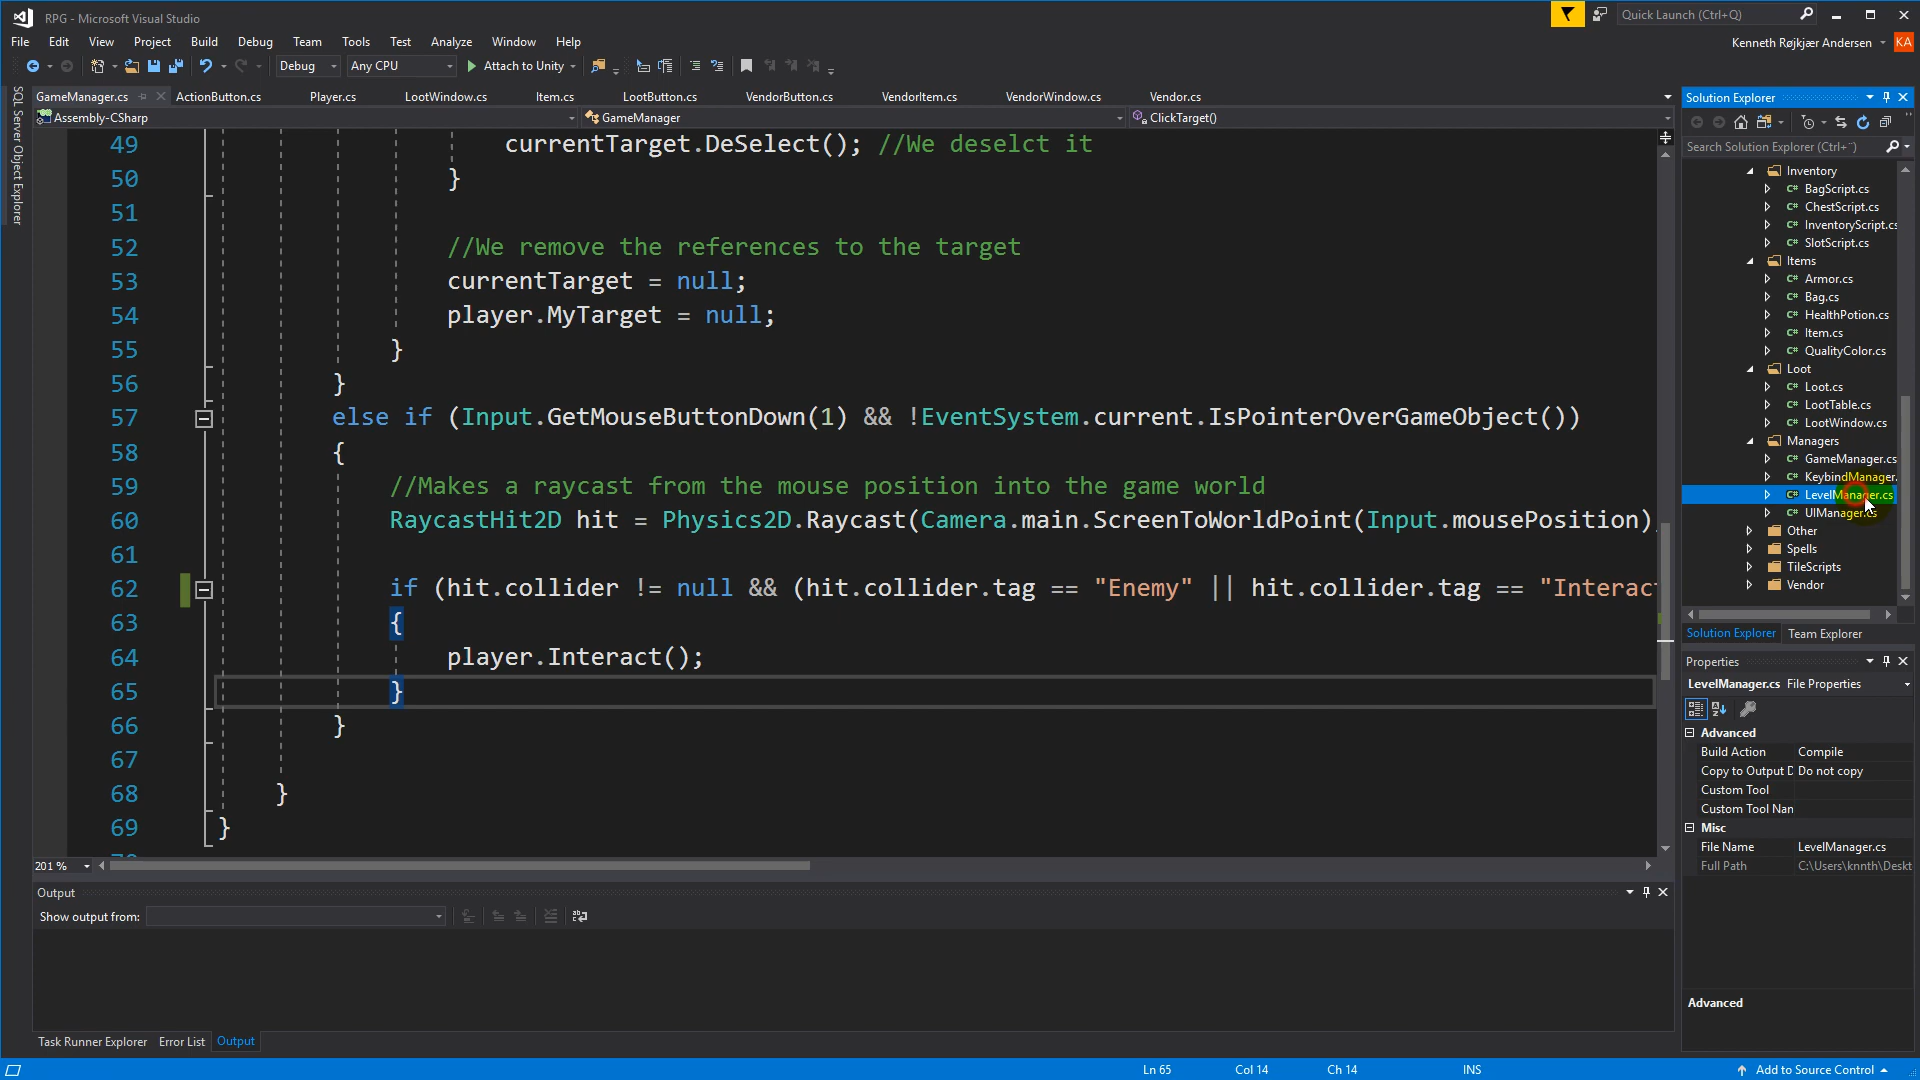 RPG - Microsoft Visual Studio
Quick Launch (Ctrl+Q)
File Edit View Project Build Debug Team Tools Test Analyze Window Help
Kenneth Røjkjær Andersen KA
Debug Any CPU Attach to Unity
SQL Server Object Explorer
GameManager.cs ActionButton.cs Player.cs LootWindow.cs Item.cs LootButton.cs VendorButton.cs VendorItem.cs VendorWindow.cs Vendor.cs
Assembly-CSharp GameManager ClickTarget()
49 currentTarget.DeSelect(); //We deselct it
50 }
51
52 //We remove the references to the target
53 currentTarget = null;
54 player.MyTarget = null;
55 }
56 }
57 else if (Input.GetMouseButtonDown(1) && !EventSystem.current.IsPointerOverGameObject())
58 {
59 //Makes a raycast from the mouse position into the game world
60 RaycastHit2D hit = Physics2D.Raycast(Camera.main.ScreenToWorldPoint(Input.mousePosition)
61
62 if (hit.collider != null && (hit.collider.tag == "Enemy" || hit.collider.tag == "Interac
63 {
64 player.Interact();
65 }
66 }
67
68 }
69 }
201 %
Output
Show output from:
Task Runner Explorer Error List Output
Solution Explorer
Search Solution Explorer (Ctrl+¨)
Inventory
C# BagScript.cs
C# ChestScript.cs
C# InventoryScript.cs
C# SlotScript.cs
Items
C# Armor.cs
C# Bag.cs
C# HealthPotion.cs
C# Item.cs
C# QualityColor.cs
Loot
C# Loot.cs
C# LootTable.cs
C# LootWindow.cs
Managers
C# GameManager.cs
C# KeybindManager.
C# LevelManager.cs
C# UIManager.cs
Other
Spells
TileScripts
Vendor
Solution Explorer Team Explorer
Properties
LevelManager.cs File Properties
Advanced
Build Action Compile
Copy to Output D Do not copy
Custom Tool
Custom Tool Nan
Misc
File Name LevelManager.cs
Full Path C:\Users\knnth\Deskt
Advanced
Ln 65 Col 14 Ch 14 INS Add to Source Control